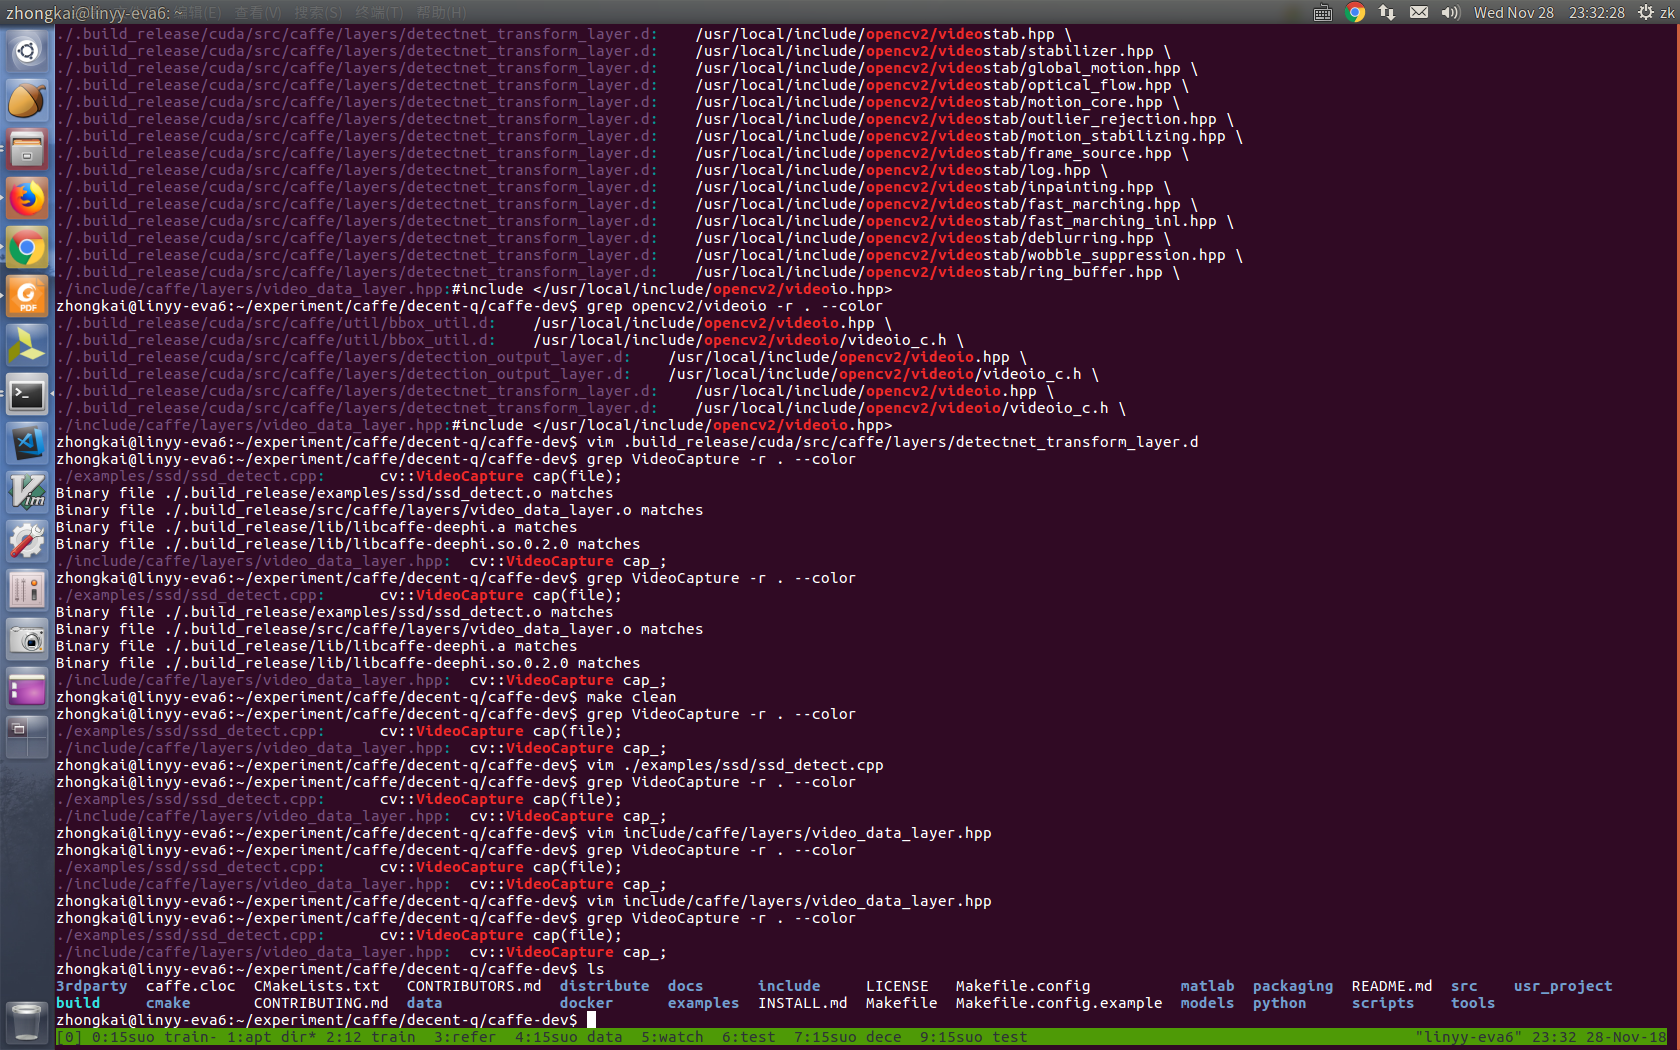 zhongkai@linyy-eva6: ~ 编辑(E) 查看(V) 搜索(S) 终端(T) 帮助(H) Wed Nov 28 23:32:28 zk
./.build_release/cuda/src/caffe/layers/detectnet_transform_layer.d:    /usr/local/include/opencv2/videostab.hpp \
./.build_release/cuda/src/caffe/layers/detectnet_transform_layer.d:    /usr/local/include/opencv2/videostab/stabilizer.hpp \
./.build_release/cuda/src/caffe/layers/detectnet_transform_layer.d:    /usr/local/include/opencv2/videostab/global_motion.hpp \
./.build_release/cuda/src/caffe/layers/detectnet_transform_layer.d:    /usr/local/include/opencv2/videostab/optical_flow.hpp \
./.build_release/cuda/src/caffe/layers/detectnet_transform_layer.d:    /usr/local/include/opencv2/videostab/motion_core.hpp \
./.build_release/cuda/src/caffe/layers/detectnet_transform_layer.d:    /usr/local/include/opencv2/videostab/outlier_rejection.hpp \
./.build_release/cuda/src/caffe/layers/detectnet_transform_layer.d:    /usr/local/include/opencv2/videostab/motion_stabilizing.hpp \
./.build_release/cuda/src/caffe/layers/detectnet_transform_layer.d:    /usr/local/include/opencv2/videostab/frame_source.hpp \
./.build_release/cuda/src/caffe/layers/detectnet_transform_layer.d:    /usr/local/include/opencv2/videostab/log.hpp \
./.build_release/cuda/src/caffe/layers/detectnet_transform_layer.d:    /usr/local/include/opencv2/videostab/inpainting.hpp \
./.build_release/cuda/src/caffe/layers/detectnet_transform_layer.d:    /usr/local/include/opencv2/videostab/fast_marching.hpp \
./.build_release/cuda/src/caffe/layers/detectnet_transform_layer.d:    /usr/local/include/opencv2/videostab/fast_marching_inl.hpp \
./.build_release/cuda/src/caffe/layers/detectnet_transform_layer.d:    /usr/local/include/opencv2/videostab/deblurring.hpp \
./.build_release/cuda/src/caffe/layers/detectnet_transform_layer.d:    /usr/local/include/opencv2/videostab/wobble_suppression.hpp \
./.build_release/cuda/src/caffe/layers/detectnet_transform_layer.d:    /usr/local/include/opencv2/videostab/ring_buffer.hpp \
./include/caffe/layers/video_data_layer.hpp:#include </usr/local/include/opencv2/videoio.hpp>
zhongkai@linyy-eva6:~/experiment/caffe/decent-q/caffe-dev$ grep opencv2/videoio -r . --color
./.build_release/cuda/src/caffe/util/bbox_util.d:    /usr/local/include/opencv2/videoio.hpp \
./.build_release/cuda/src/caffe/util/bbox_util.d:    /usr/local/include/opencv2/videoio/videoio_c.h \
./.build_release/cuda/src/caffe/layers/detection_output_layer.d:    /usr/local/include/opencv2/videoio.hpp \
./.build_release/cuda/src/caffe/layers/detection_output_layer.d:    /usr/local/include/opencv2/videoio/videoio_c.h \
./.build_release/cuda/src/caffe/layers/detectnet_transform_layer.d:    /usr/local/include/opencv2/videoio.hpp \
./.build_release/cuda/src/caffe/layers/detectnet_transform_layer.d:    /usr/local/include/opencv2/videoio/videoio_c.h \
./include/caffe/layers/video_data_layer.hpp:#include </usr/local/include/opencv2/videoio.hpp>
zhongkai@linyy-eva6:~/experiment/caffe/decent-q/caffe-dev$ vim .build_release/cuda/src/caffe/layers/detectnet_transform_layer.d
zhongkai@linyy-eva6:~/experiment/caffe/decent-q/caffe-dev$ grep VideoCapture -r . --color
./examples/ssd/ssd_detect.cpp:      cv::VideoCapture cap(file);
Binary file ./.build_release/examples/ssd/ssd_detect.o matches
Binary file ./.build_release/src/caffe/layers/video_data_layer.o matches
Binary file ./.build_release/lib/libcaffe-deephi.a matches
Binary file ./.build_release/lib/libcaffe-deephi.so.0.2.0 matches
./include/caffe/layers/video_data_layer.hpp:  cv::VideoCapture cap_;
zhongkai@linyy-eva6:~/experiment/caffe/decent-q/caffe-dev$ grep VideoCapture -r . --color
./examples/ssd/ssd_detect.cpp:      cv::VideoCapture cap(file);
Binary file ./.build_release/examples/ssd/ssd_detect.o matches
Binary file ./.build_release/src/caffe/layers/video_data_layer.o matches
Binary file ./.build_release/lib/libcaffe-deephi.a matches
Binary file ./.build_release/lib/libcaffe-deephi.so.0.2.0 matches
./include/caffe/layers/video_data_layer.hpp:  cv::VideoCapture cap_;
zhongkai@linyy-eva6:~/experiment/caffe/decent-q/caffe-dev$ make clean
zhongkai@linyy-eva6:~/experiment/caffe/decent-q/caffe-dev$ grep VideoCapture -r . --color
./examples/ssd/ssd_detect.cpp:      cv::VideoCapture cap(file);
./include/caffe/layers/video_data_layer.hpp:  cv::VideoCapture cap_;
zhongkai@linyy-eva6:~/experiment/caffe/decent-q/caffe-dev$ vim ./examples/ssd/ssd_detect.cpp
zhongkai@linyy-eva6:~/experiment/caffe/decent-q/caffe-dev$ grep VideoCapture -r . --color
./examples/ssd/ssd_detect.cpp:      cv::VideoCapture cap(file);
./include/caffe/layers/video_data_layer.hpp:  cv::VideoCapture cap_;
zhongkai@linyy-eva6:~/experiment/caffe/decent-q/caffe-dev$ vim include/caffe/layers/video_data_layer.hpp
zhongkai@linyy-eva6:~/experiment/caffe/decent-q/caffe-dev$ grep VideoCapture -r . --color
./examples/ssd/ssd_detect.cpp:      cv::VideoCapture cap(file);
./include/caffe/layers/video_data_layer.hpp:  cv::VideoCapture cap_;
zhongkai@linyy-eva6:~/experiment/caffe/decent-q/caffe-dev$ vim include/caffe/layers/video_data_layer.hpp
zhongkai@linyy-eva6:~/experiment/caffe/decent-q/caffe-dev$ grep VideoCapture -r . --color
./examples/ssd/ssd_detect.cpp:      cv::VideoCapture cap(file);
./include/caffe/layers/video_data_layer.hpp:  cv::VideoCapture cap_;
zhongkai@linyy-eva6:~/experiment/caffe/decent-q/caffe-dev$ ls
3rdparty  caffe.cloc  CMakeLists.txt   CONTRIBUTORS.md  distribute  docs      include     LICENSE   Makefile.config          matlab  packaging  README.md  src    usr_project
build     cmake       CONTRIBUTING.md  data             docker      examples  INSTALL.md  Makefile  Makefile.config.example  models  python     scripts    tools
zhongkai@linyy-eva6:~/experiment/caffe/decent-q/caffe-dev$
[0] 0:15suo train- 1:apt dir* 2:12 train  3:refer  4:15suo data  5:watch  6:test  7:15suo dece  9:15suo test "linyy-eva6" 23:32 28-Nov-18
PDF
Vim